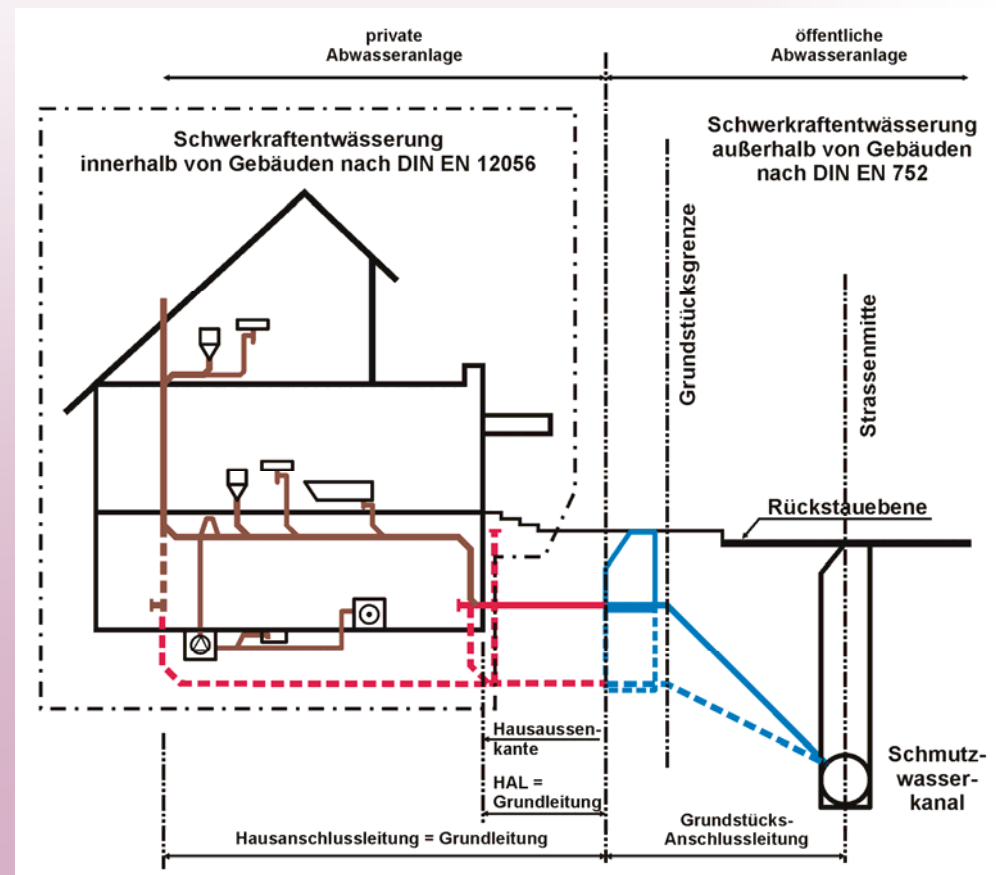 private
Abwasseranlage
öffentliche
Abwasseranlage
Schwerkraftentwässerung
innerhalb von Gebäuden nach DIN EN 12056
Schwerkraftentwässerung
außerhalb von Gebäuden
nach DIN EN 752
Grundstücksgrenze
Strassenmitte
Rückstauebene
Hausaussen-
kante
HAL =
Grundleitung
Schmutz-
wasser-
kanal
Hausanschlussleitung = Grundleitung
Grundstücks-
Anschlussleitung